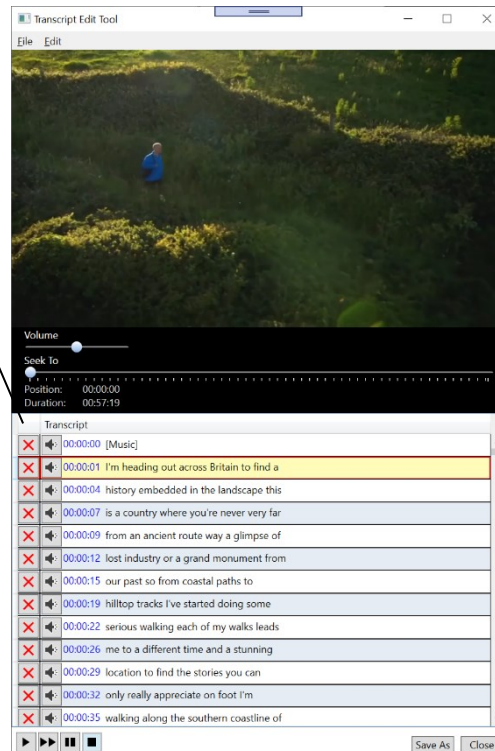 Transcript Edit Tool
File Edit
Volume
Seek To
Position: 00:00:00
Duration: 00:57:19
Transcript
00:00:00 [Music]
00:00:01 I'm heading out across Britain to find a
00:00:04 history embedded in the landscape this
00:00:07 is a country where you're never very far
00:00:09 from an ancient route way a glimpse of
00:00:12 lost industry or a grand monument from
00:00:15 our past so from coastal paths to
00:00:19 hilltop tracks I've started doing some
00:00:22 serious walking each of my walks leads
00:00:26 me to a different time and a stunning
00:00:29 location to find the stories you can
00:00:32 only really appreciate on foot I'm
00:00:35 walking along the southern coastline of
Save As Close